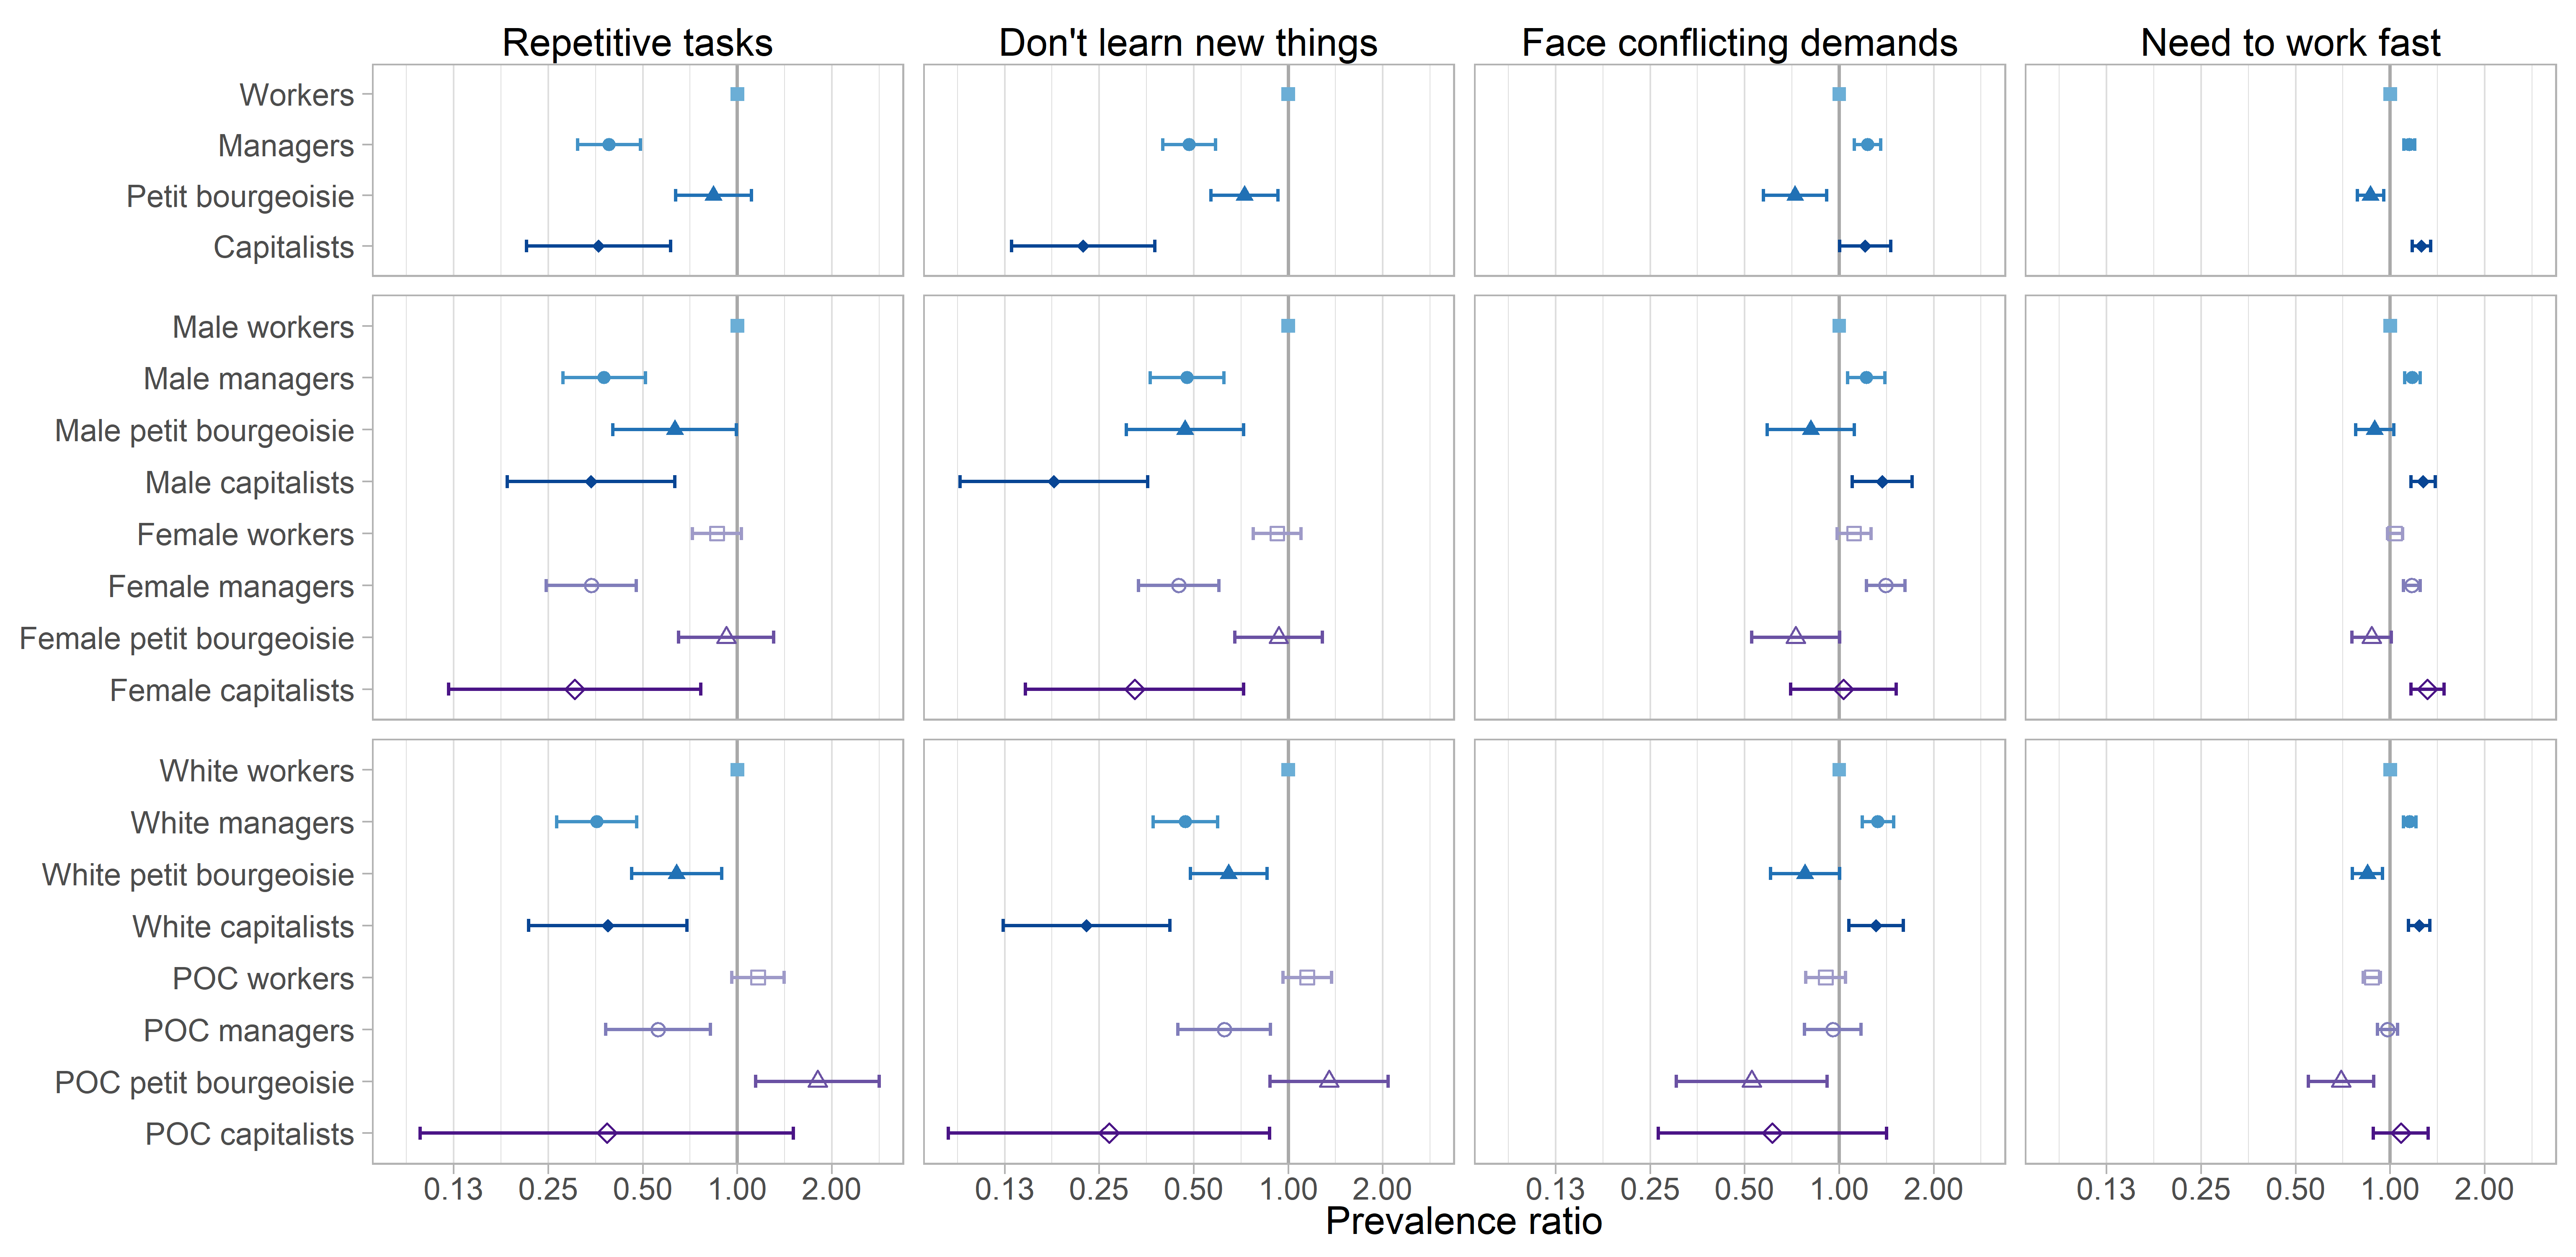 Repetitive tasks
Don't learn new things
Face conflicting demands
Need to work fast
Workers
Managers
Petit bourgeoisie
Capitalists
Male workers
Male managers
Male petit bourgeoisie
Male capitalists
Female workers
Female managers
Female petit bourgeoisie
Female capitalists
White workers
White managers
White petit bourgeoisie
White capitalists
POC workers
POC managers
POC petit bourgeoisie
POC capitalists
0.13 0.25 0.50 1.00 2.00
0.13 0.25 0.50 1.00 2.00
0.13 0.25 0.50 1.00 2.00
0.13 0.25 0.50 1.00 2.00
Prevalence ratio